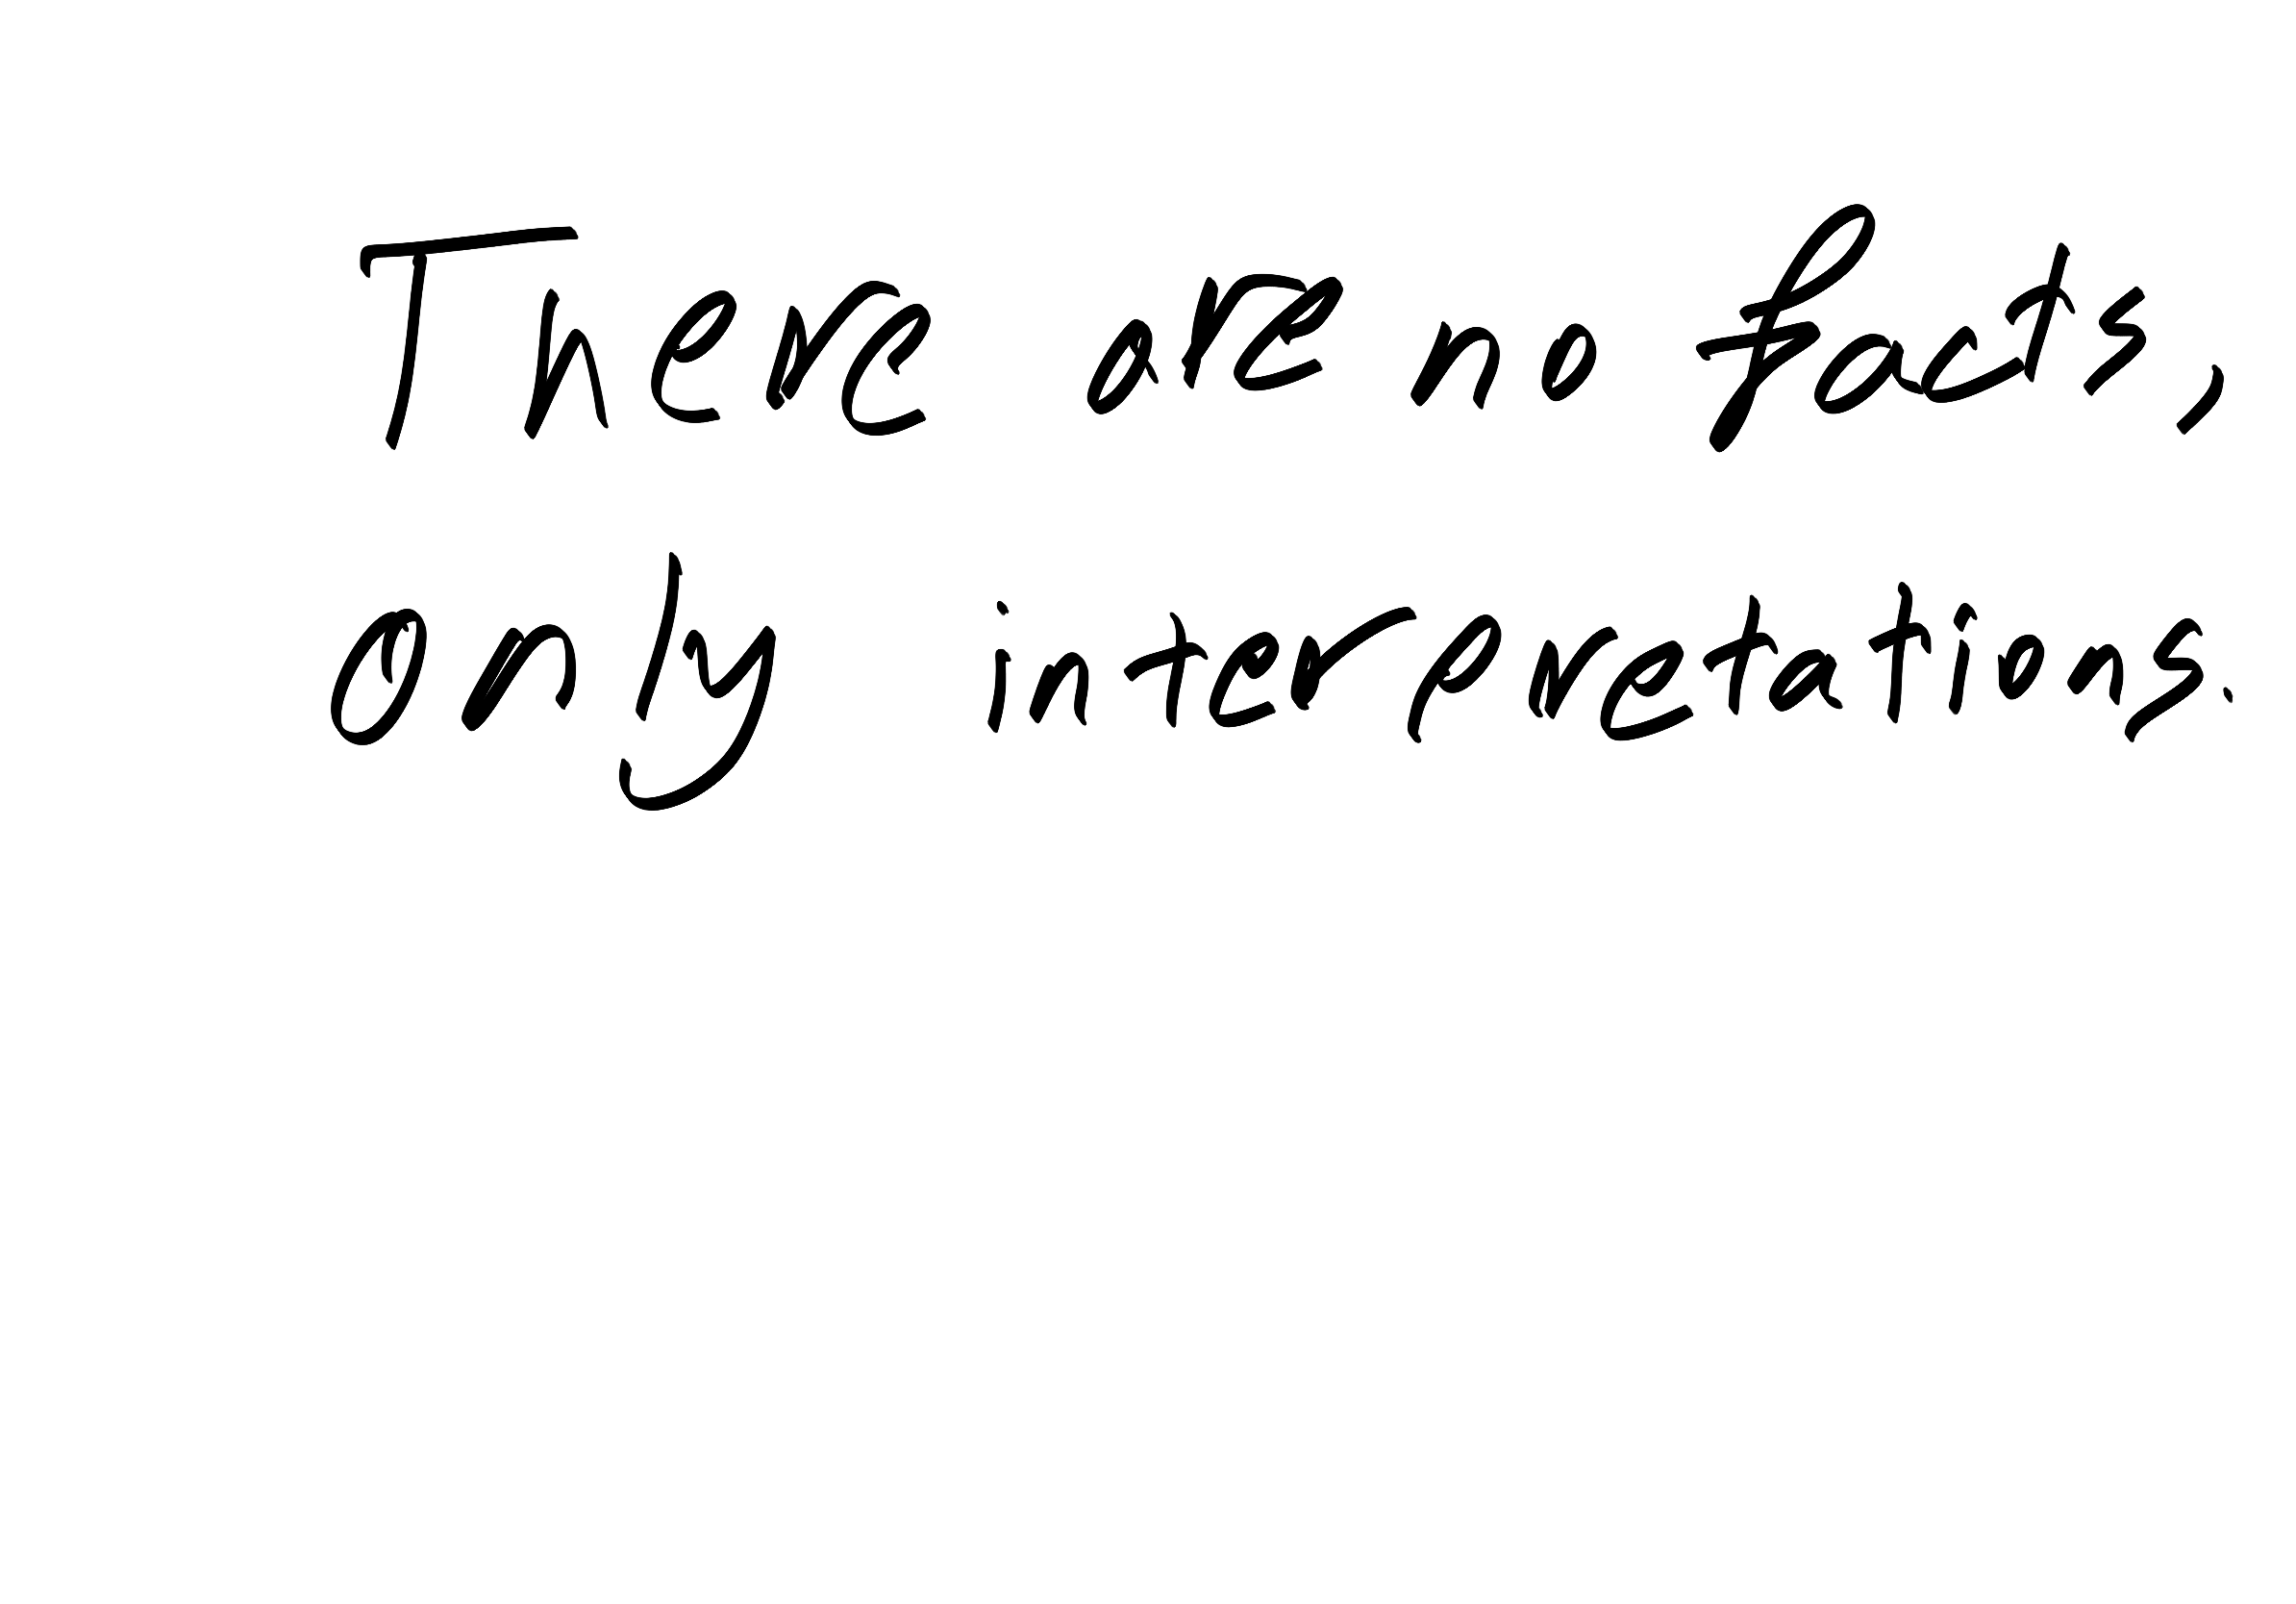 There are no facts,
only interpretations.